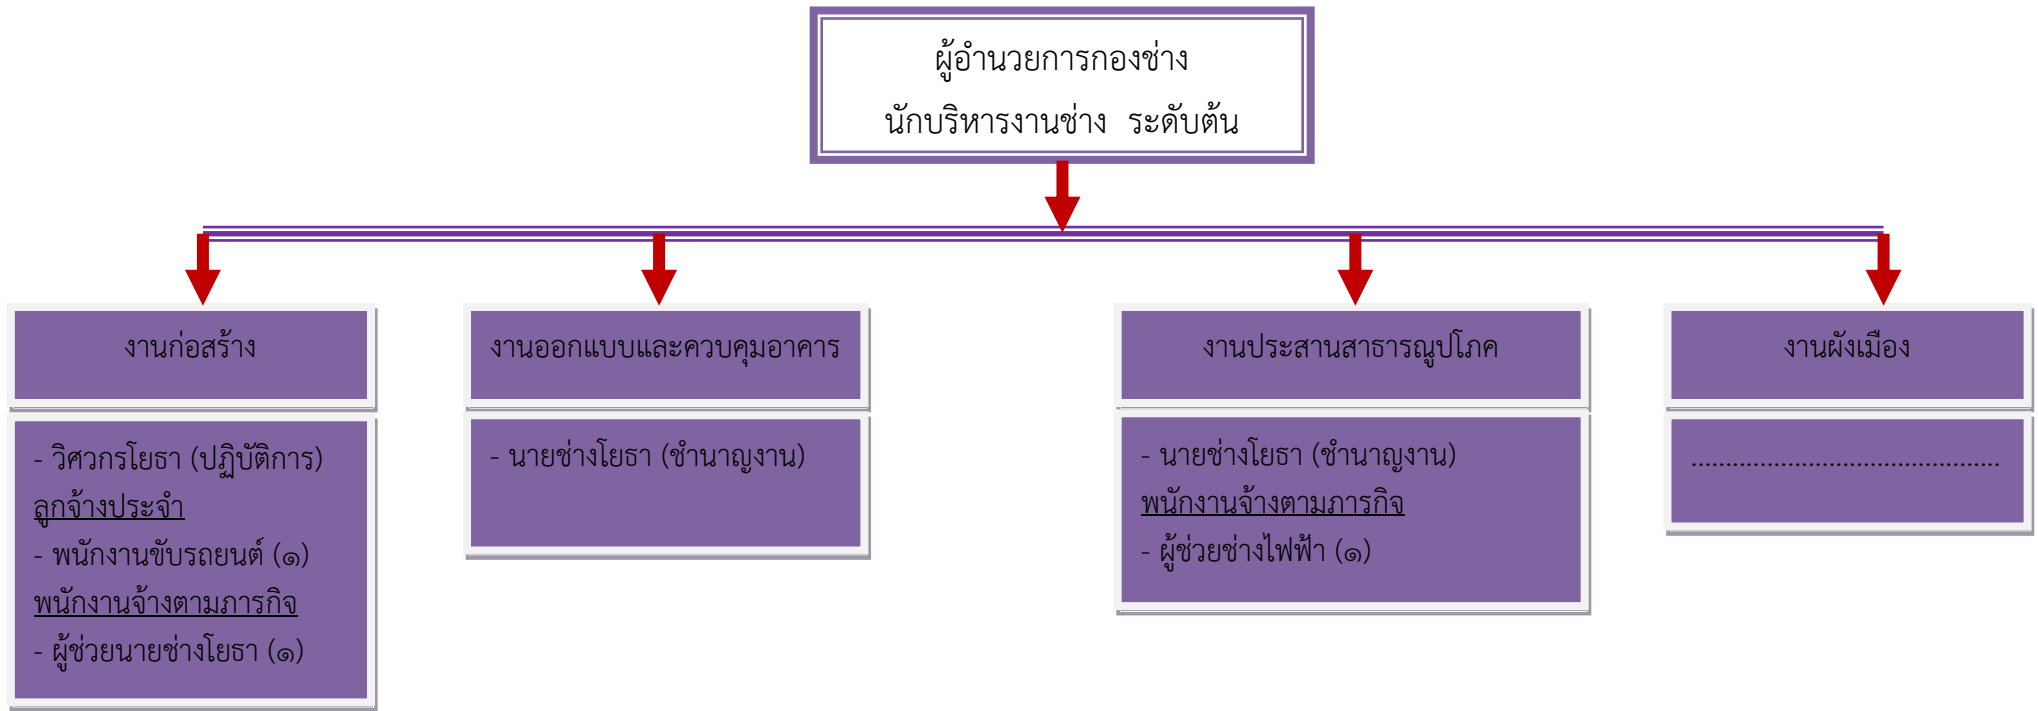 ผู้อำนวยการกองช่าง
นักบริหารงานช่าง ระดับต้น
งานก่อสร้าง
- วิศวกรโยธา (ปฏิบัติการ)
ลูกจ้างประจำ
- พนักงานขับรถยนต์ (๑)
พนักงานจ้างตามภารกิจ
- ผู้ช่วยนายช่างโยธา (๑)
งานออกแบบและควบคุมอาคาร
- นายช่างโยธา (ชำนาญงาน)
งานประสานสาธารณูปโภค
- นายช่างโยธา (ชำนาญงาน)
พนักงานจ้างตามภารกิจ
- ผู้ช่วยช่างไฟฟ้า (๑)
งานผังเมือง
.............................................